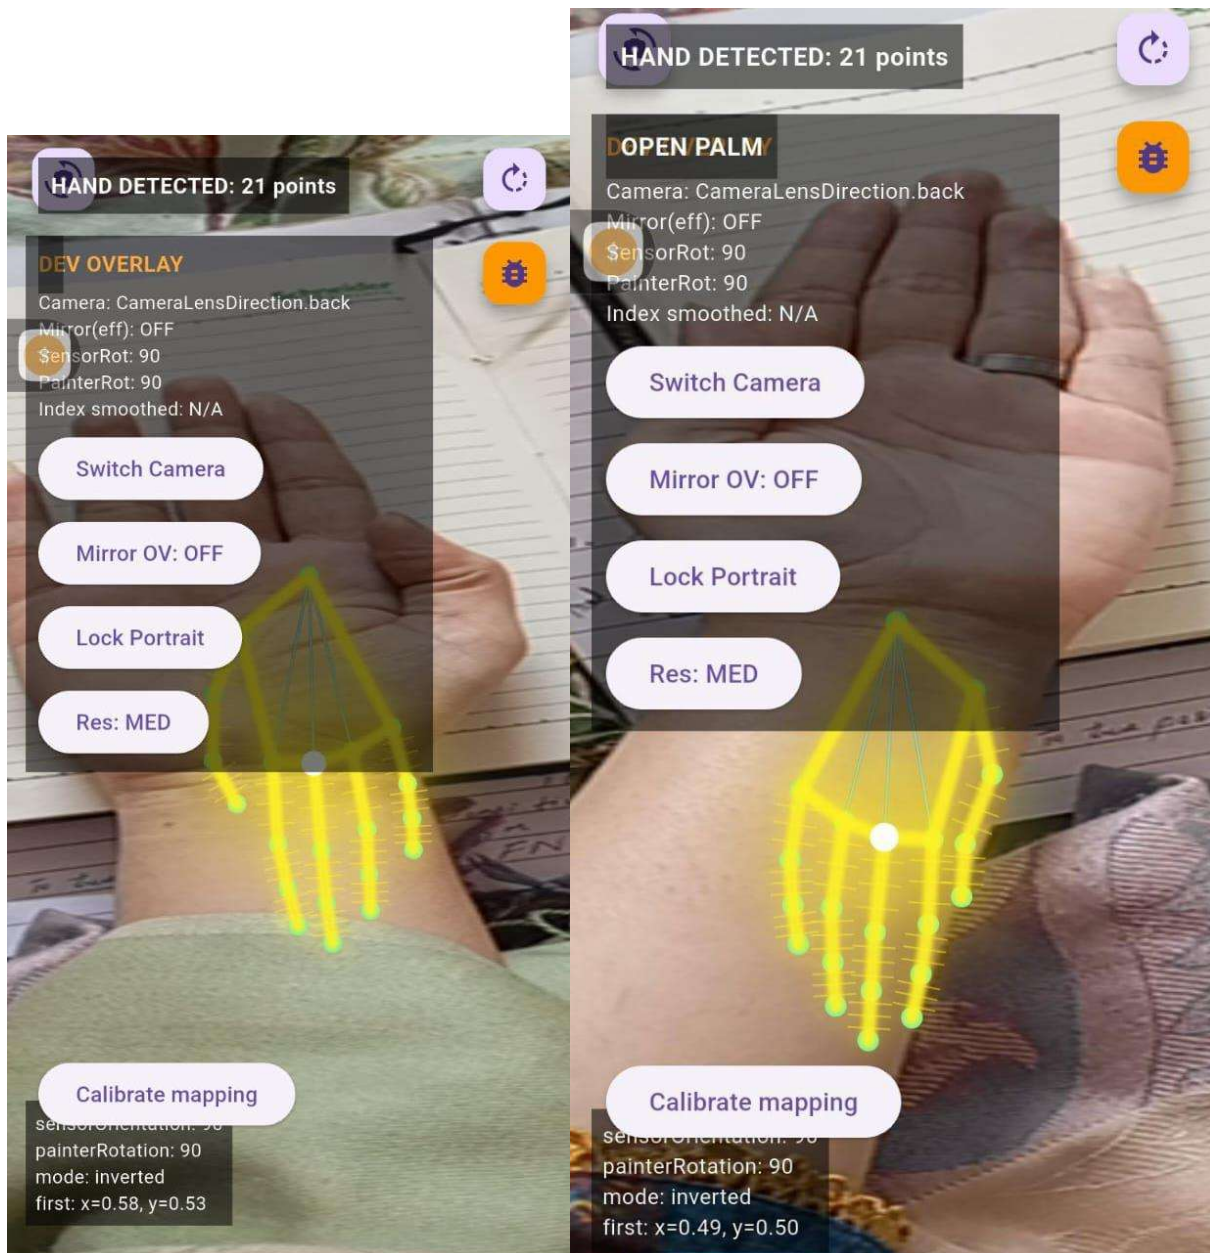 HAND DETECTED: 21 points
DEV OVERLAY
Camera: CameraLensDirection.back
Mirror(eff): OFF
SensorRot: 90
PainterRot: 90
Index smoothed: N/A
Switch Camera
Mirror OV: OFF
Lock Portrait
Res: MED
Calibrate mapping
sensorOrientation: 90
painterRotation: 90
mode: inverted
first: x=0.58, y=0.53
HAND DETECTED: 21 points
OPEN PALM
Camera: CameraLensDirection.back
Mirror(eff): OFF
SensorRot: 90
PainterRot: 90
Index smoothed: N/A
Switch Camera
Mirror OV: OFF
Lock Portrait
Res: MED
Calibrate mapping
sensorOrientation: 90
painterRotation: 90
mode: inverted
first: x=0.49, y=0.50